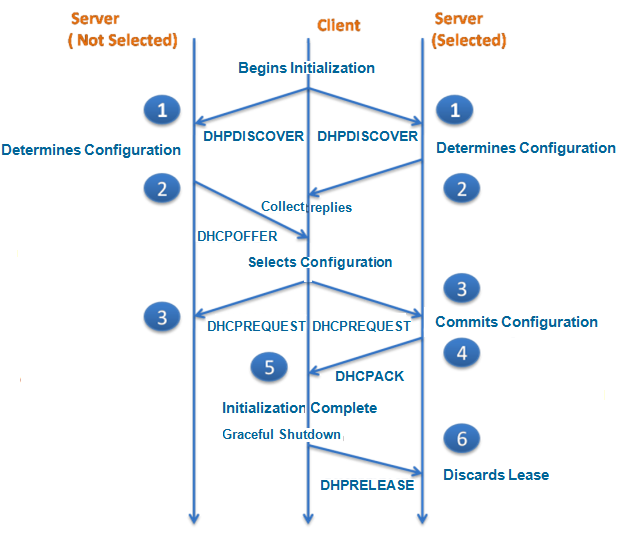 Server
( Not Selected)
Client
Server
(Selected)
Begins Initialization
1
1
DHPDISCOVER
DHPDISCOVER
Determines Configuration
Determines Configuration
2
2
Collect replies
DHCPOFFER
Selects Configuration
3
3
DHCPREQUEST
DHCPREQUEST
Commits Configuration
4
5
DHCPACK
Initialization Complete
Graceful Shutdown
6
Discards Lease
DHPRELEASE